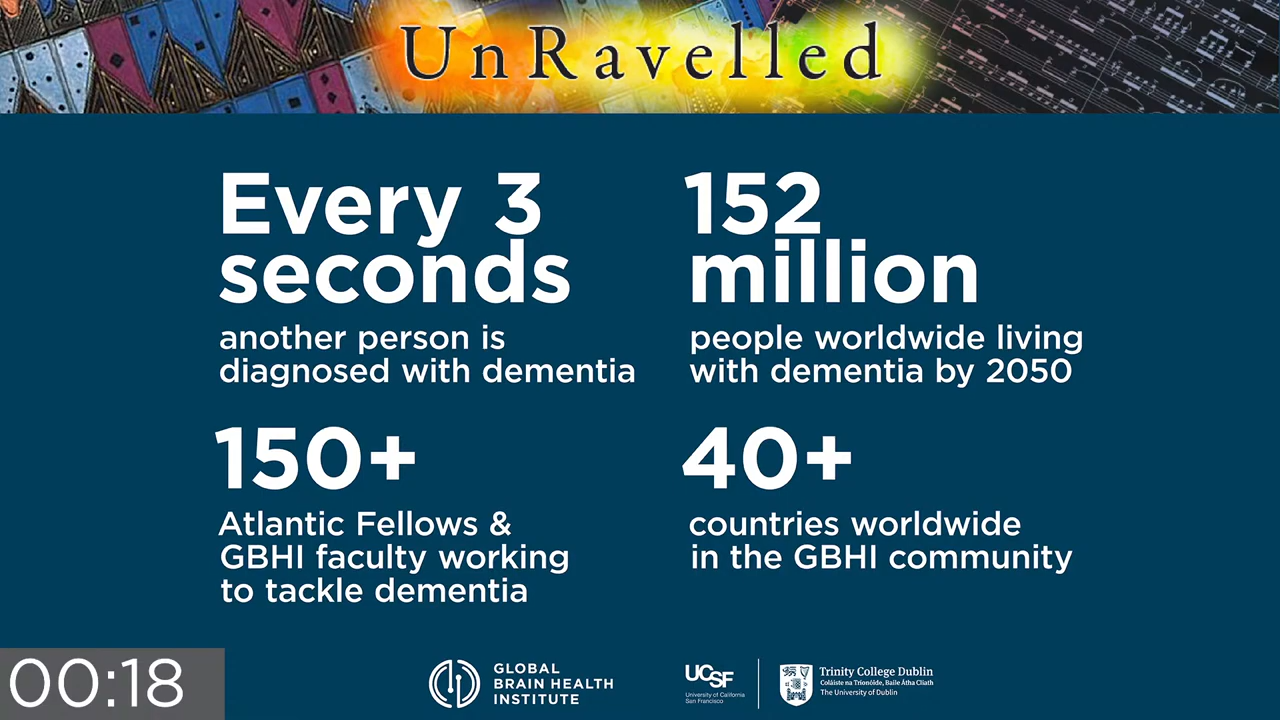 UnRavelled
Every 3
seconds
another person is
diagnosed with dementia
152
million
people worldwide living
with dementia by 2050
150+
Atlantic Fellows &
GBHI faculty working
to tackle dementia
40+
countries worldwide
in the GBHI community
00:18
GLOBAL
BRAIN HEALTH
INSTITUTE
UCSF
University of California
San Francisco
Trinity College Dublin
Coláiste na Tríonóide, Baile Átha Cliath
The University of Dublin